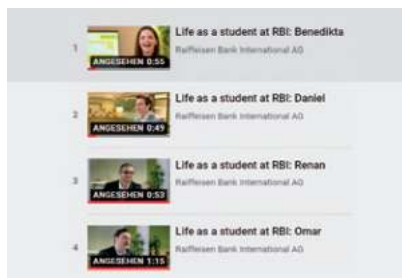 1
ANGESEHEN 0:55
Life as a student at RBI: Benedikta
Raiffeisen Bank International AG
2
ANGESEHEN 0:49
Life as a student at RBI: Daniel
Raiffeisen Bank International AG
3
ANGESEHEN 0:53
Life as a student at RBI: Renan
Raiffeisen Bank International AG
4
ANGESEHEN 1:15
Life as a student at RBI: Omar
Raiffeisen Bank International AG